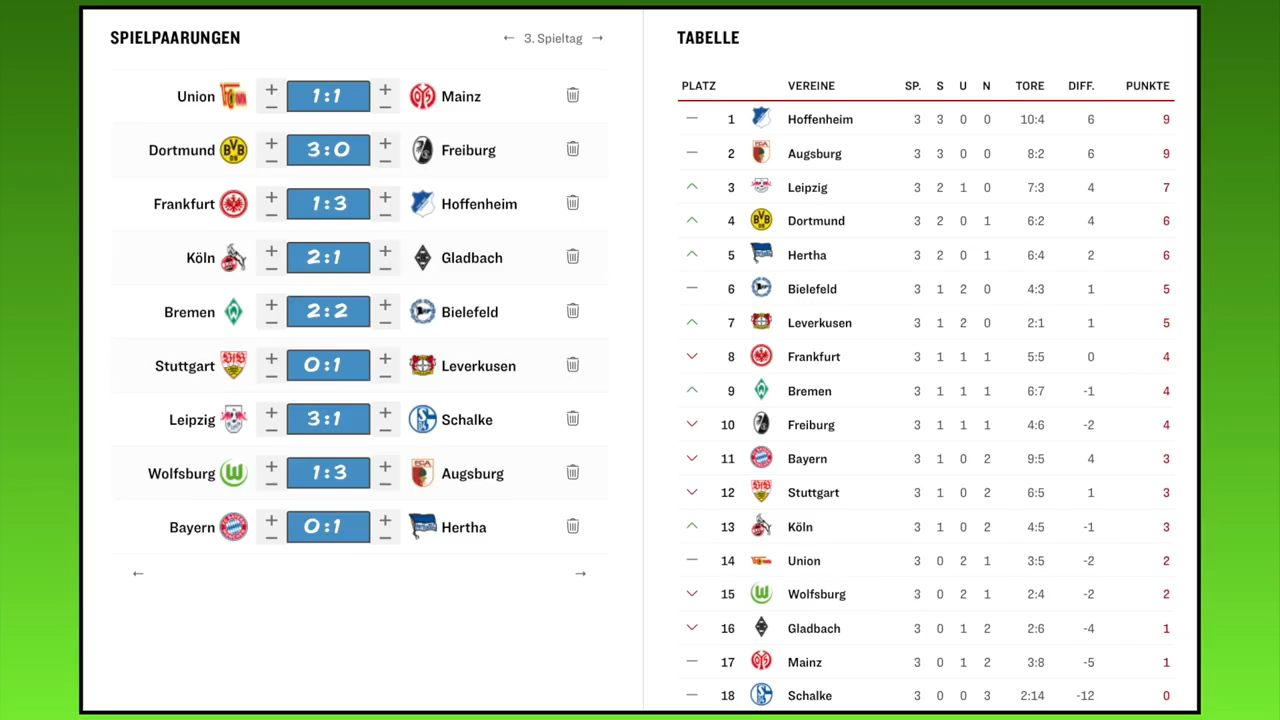 SPIELPAARUNGEN
← 3. Spieltag →
Union + − 1:1 + − Mainz
Dortmund + − 3:0 + − Freiburg
Frankfurt + − 1:3 + − Hoffenheim
Köln + − 2:1 + − Gladbach
Bremen + − 2:2 + − Bielefeld
Stuttgart + − 0:1 + − Leverkusen
Leipzig + − 3:1 + − Schalke
Wolfsburg + − 1:3 + − Augsburg
Bayern + − 0:1 + − Hertha
← →
TABELLE
PLATZ VEREINE SP. S U N TORE DIFF. PUNKTE
— 1 Hoffenheim 3 3 0 0 10:4 6 9
— 2 Augsburg 3 3 0 0 8:2 6 9
3 Leipzig 3 2 1 0 7:3 4 7
4 Dortmund 3 2 0 1 6:2 4 6
5 Hertha 3 2 0 1 6:4 2 6
— 6 Bielefeld 3 1 2 0 4:3 1 5
7 Leverkusen 3 1 2 0 2:1 1 5
8 Frankfurt 3 1 1 1 5:5 0 4
9 Bremen 3 1 1 1 6:7 -1 4
10 Freiburg 3 1 1 1 4:6 -2 4
11 Bayern 3 1 0 2 9:5 4 3
12 Stuttgart 3 1 0 2 6:5 1 3
13 Köln 3 1 0 2 4:5 -1 3
— 14 Union 3 0 2 1 3:5 -2 2
15 Wolfsburg 3 0 2 1 2:4 -2 2
16 Gladbach 3 0 1 2 2:6 -4 1
— 17 Mainz 3 0 1 2 3:8 -5 1
— 18 Schalke 3 0 0 3 2:14 -12 0